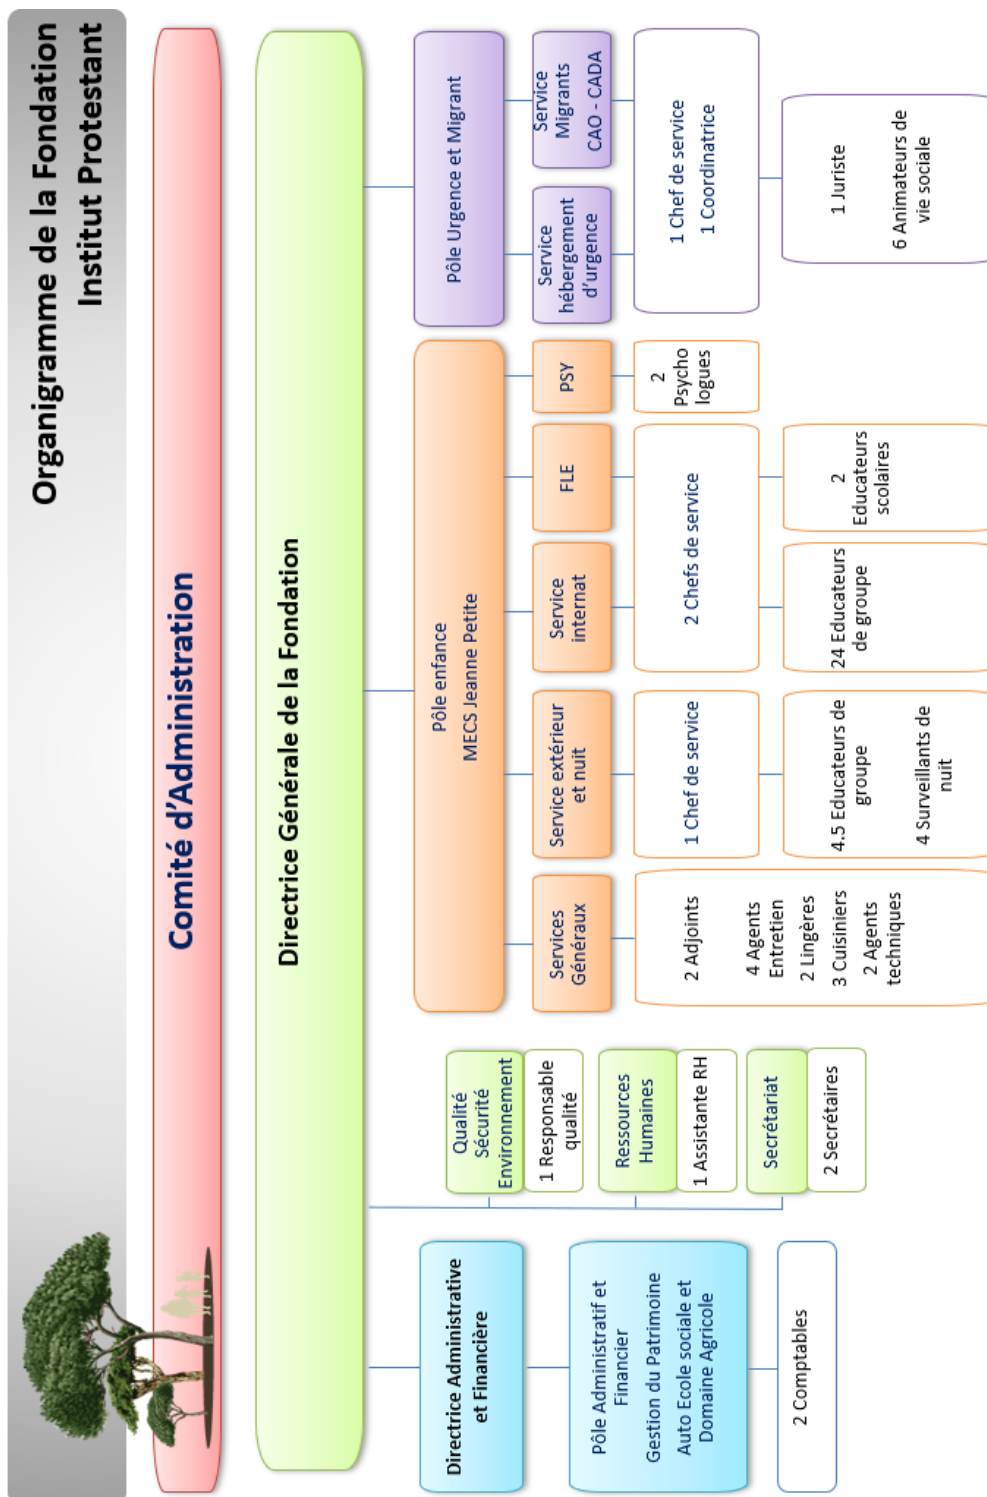 Organigramme de la Fondation
Institut Protestant
Comité d'Administration
Directrice Générale de la Fondation
Directrice Administrative
et Financière
Pôle Administratif et
Financier
Gestion du Patrimoine
Auto Ecole sociale et
Domaine Agricole
2 Comptables
Qualité
Sécurité
Environnement
1 Responsable
qualité
Ressources
Humaines
1 Assistante RH
Secrétariat
2 Secrétaires
Pôle enfance
MECS Jeanne Petite
Services
Généraux
2 Adjoints
4 Agents
Entretien
2 Lingères
3 Cuisiniers
2 Agents
techniques
Service extérieur
et nuit
1 Chef de service
4.5 Educateurs de
groupe
4 Surveillants de
nuit
Service
internat
FLE
2 Chefs de service
24 Educateurs
de groupe
2
Educateurs
scolaires
PSY
2
Psycho
logues
Pôle Urgence et Migrant
Service
hébergement
d'urgence
Service
Migrants
CAO - CADA
1 Chef de service
1 Coordinatrice
1 Juriste
6 Animateurs de
vie sociale